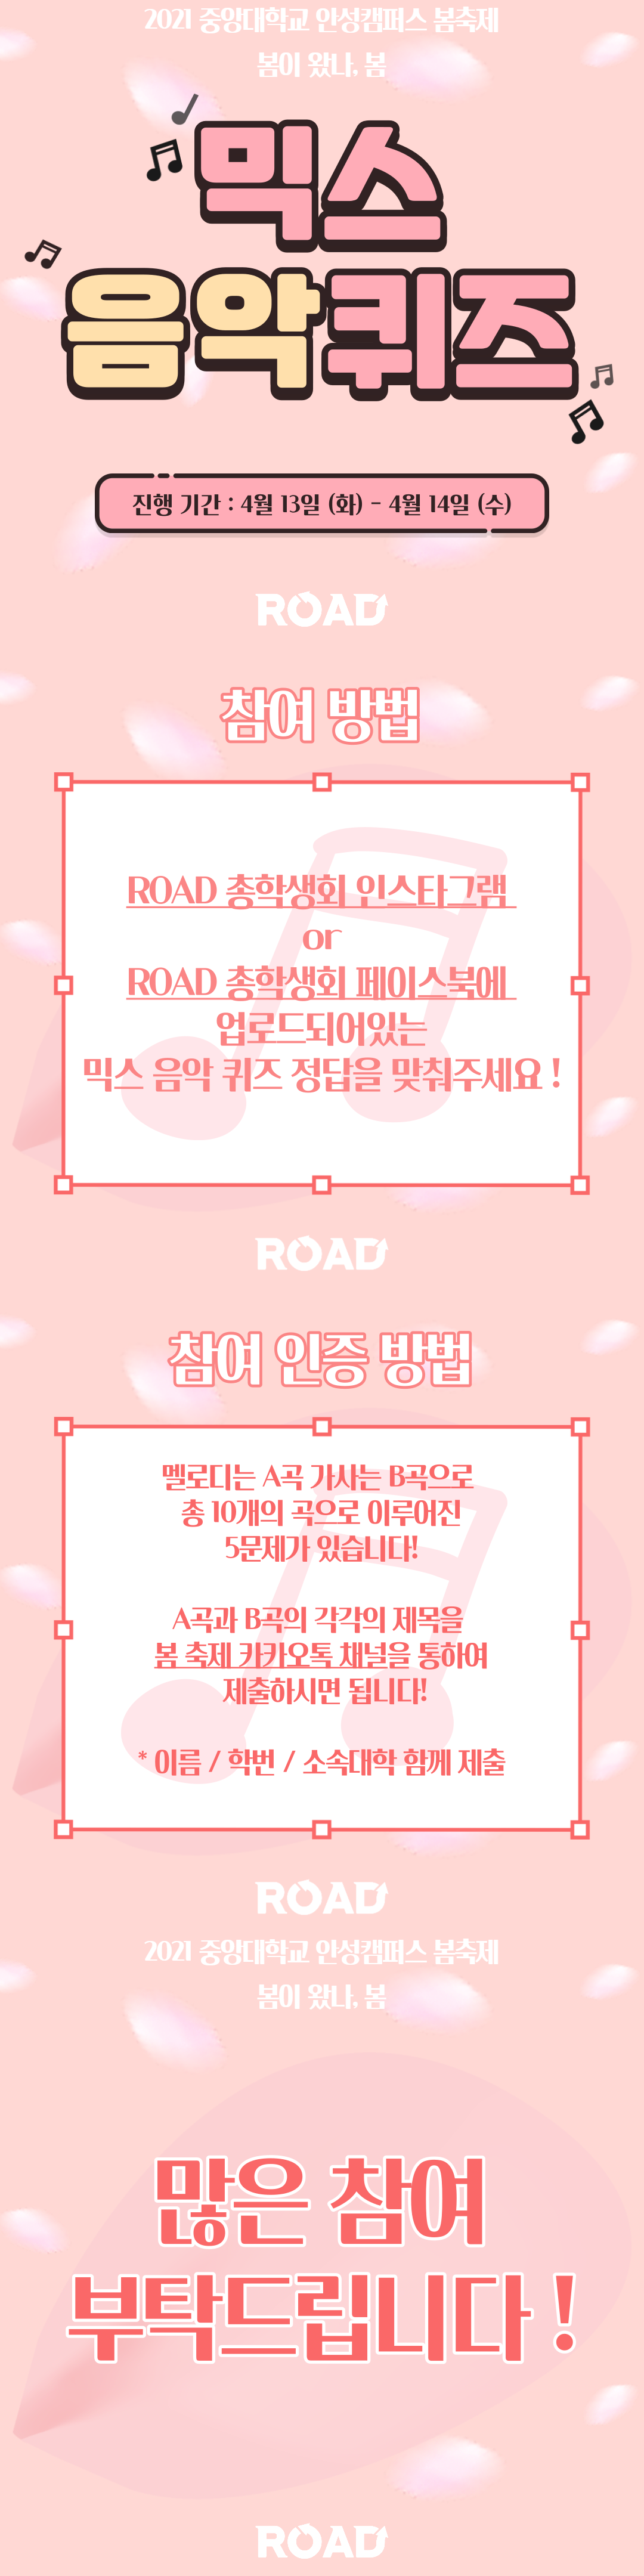 2021 중앙대학교 안성캠퍼스 봄축제
봄이 왔나, 봄
믹스
음악퀴즈
진행 기간 : 4월 13일 (화) - 4월 14일 (수)
ROAD
참여 방법
ROAD 총학생회 인스타그램
or
ROAD 총학생회 페이스북에
업로드되어있는
믹스 음악 퀴즈 정답을 맞춰주세요 !
ROAD
참여 인증 방법
멜로디는 A곡 가사는 B곡으로
총 10개의 곡으로 이루어진
5문제가 있습니다!
A곡과 B곡의 각각의 제목을
봄 축제 카카오톡 채널을 통하여
제출하시면 됩니다!
* 이름 / 학번 / 소속대학 함께 제출
ROAD
2021 중앙대학교 안성캠퍼스 봄축제
봄이 왔나, 봄
많은 참여
부탁드립니다 !
ROAD